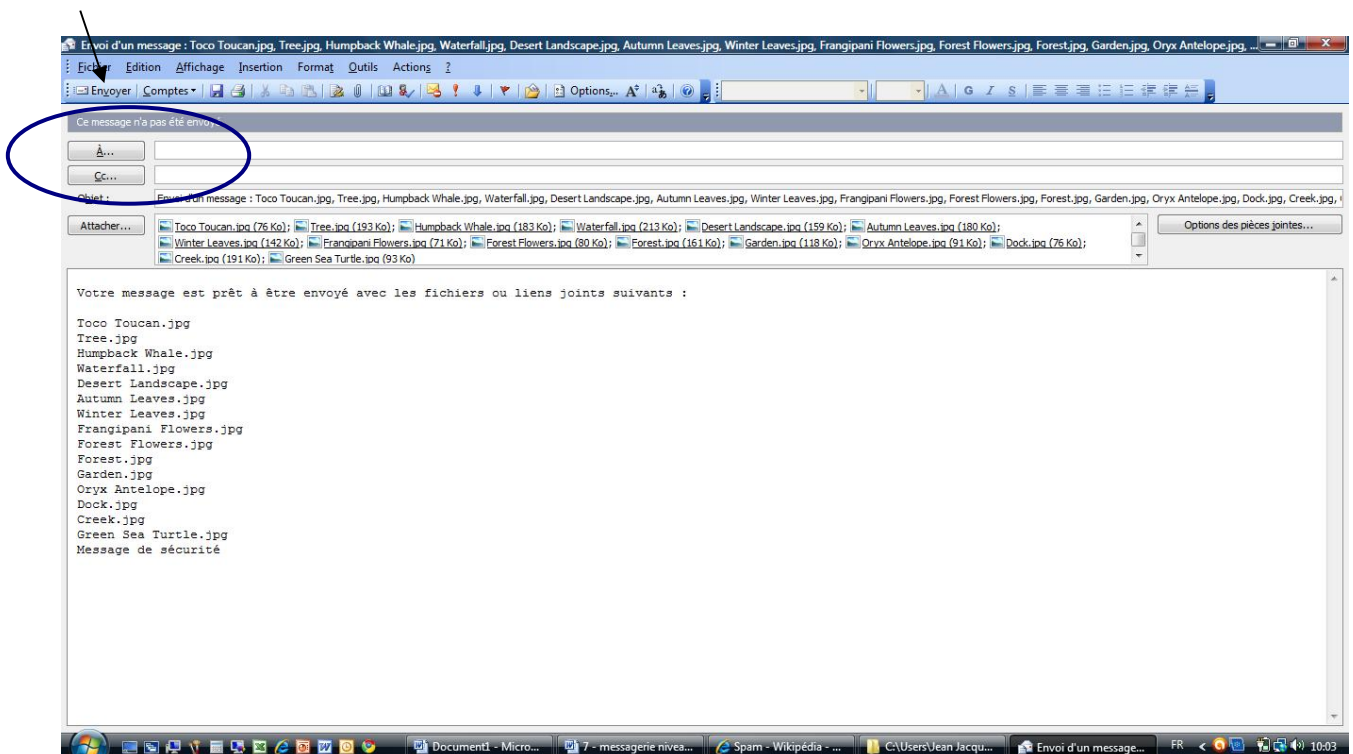 Envoi d'un message : Toco Toucan.jpg, Tree.jpg, Humpback Whale.jpg, Waterfall.jpg, Desert Landscape.jpg, Autumn Leaves.jpg, Winter Leaves.jpg, Frangipani Flowers.jpg, Forest Flowers.jpg, Forest.jpg, Garden.jpg, Oryx Antelope.jpg, ...
Fichier Edition Affichage Insertion Format Outils Actions ?
Envoyer Comptes Options... G I S
Ce message n'a pas été envoyé.
À...
Cc...
Objet : Envoi d'un message : Toco Toucan.jpg, Tree.jpg, Humpback Whale.jpg, Waterfall.jpg, Desert Landscape.jpg, Autumn Leaves.jpg, Winter Leaves.jpg, Frangipani Flowers.jpg, Forest Flowers.jpg, Forest.jpg, Garden.jpg, Oryx Antelope.jpg, Dock.jpg, Creek.jpg,
Attacher... Toco Toucan.jpg (76 Ko); Tree.jpg (193 Ko); Humpback Whale.jpg (183 Ko); Waterfall.jpg (213 Ko); Desert Landscape.jpg (159 Ko); Autumn Leaves.jpg (180 Ko); Options des pièces jointes...
Winter Leaves.jpg (142 Ko); Frangipani Flowers.jpg (71 Ko); Forest Flowers.jpg (80 Ko); Forest.jpg (161 Ko); Garden.jpg (118 Ko); Oryx Antelope.jpg (91 Ko); Dock.jpg (76 Ko);
Creek.jpg (191 Ko); Green Sea Turtle.jpg (93 Ko)
Votre message est prêt à être envoyé avec les fichiers ou liens joints suivants :
Toco Toucan.jpg
Tree.jpg
Humpback Whale.jpg
Waterfall.jpg
Desert Landscape.jpg
Autumn Leaves.jpg
Winter Leaves.jpg
Frangipani Flowers.jpg
Forest Flowers.jpg
Forest.jpg
Garden.jpg
Oryx Antelope.jpg
Dock.jpg
Creek.jpg
Green Sea Turtle.jpg
Message de sécurité
Document1 - Micro... 7 - messagerie nivea... Spam - Wikipédia - ... C:\Users\Jean Jacqu... Envoi d'un message... FR 10:03